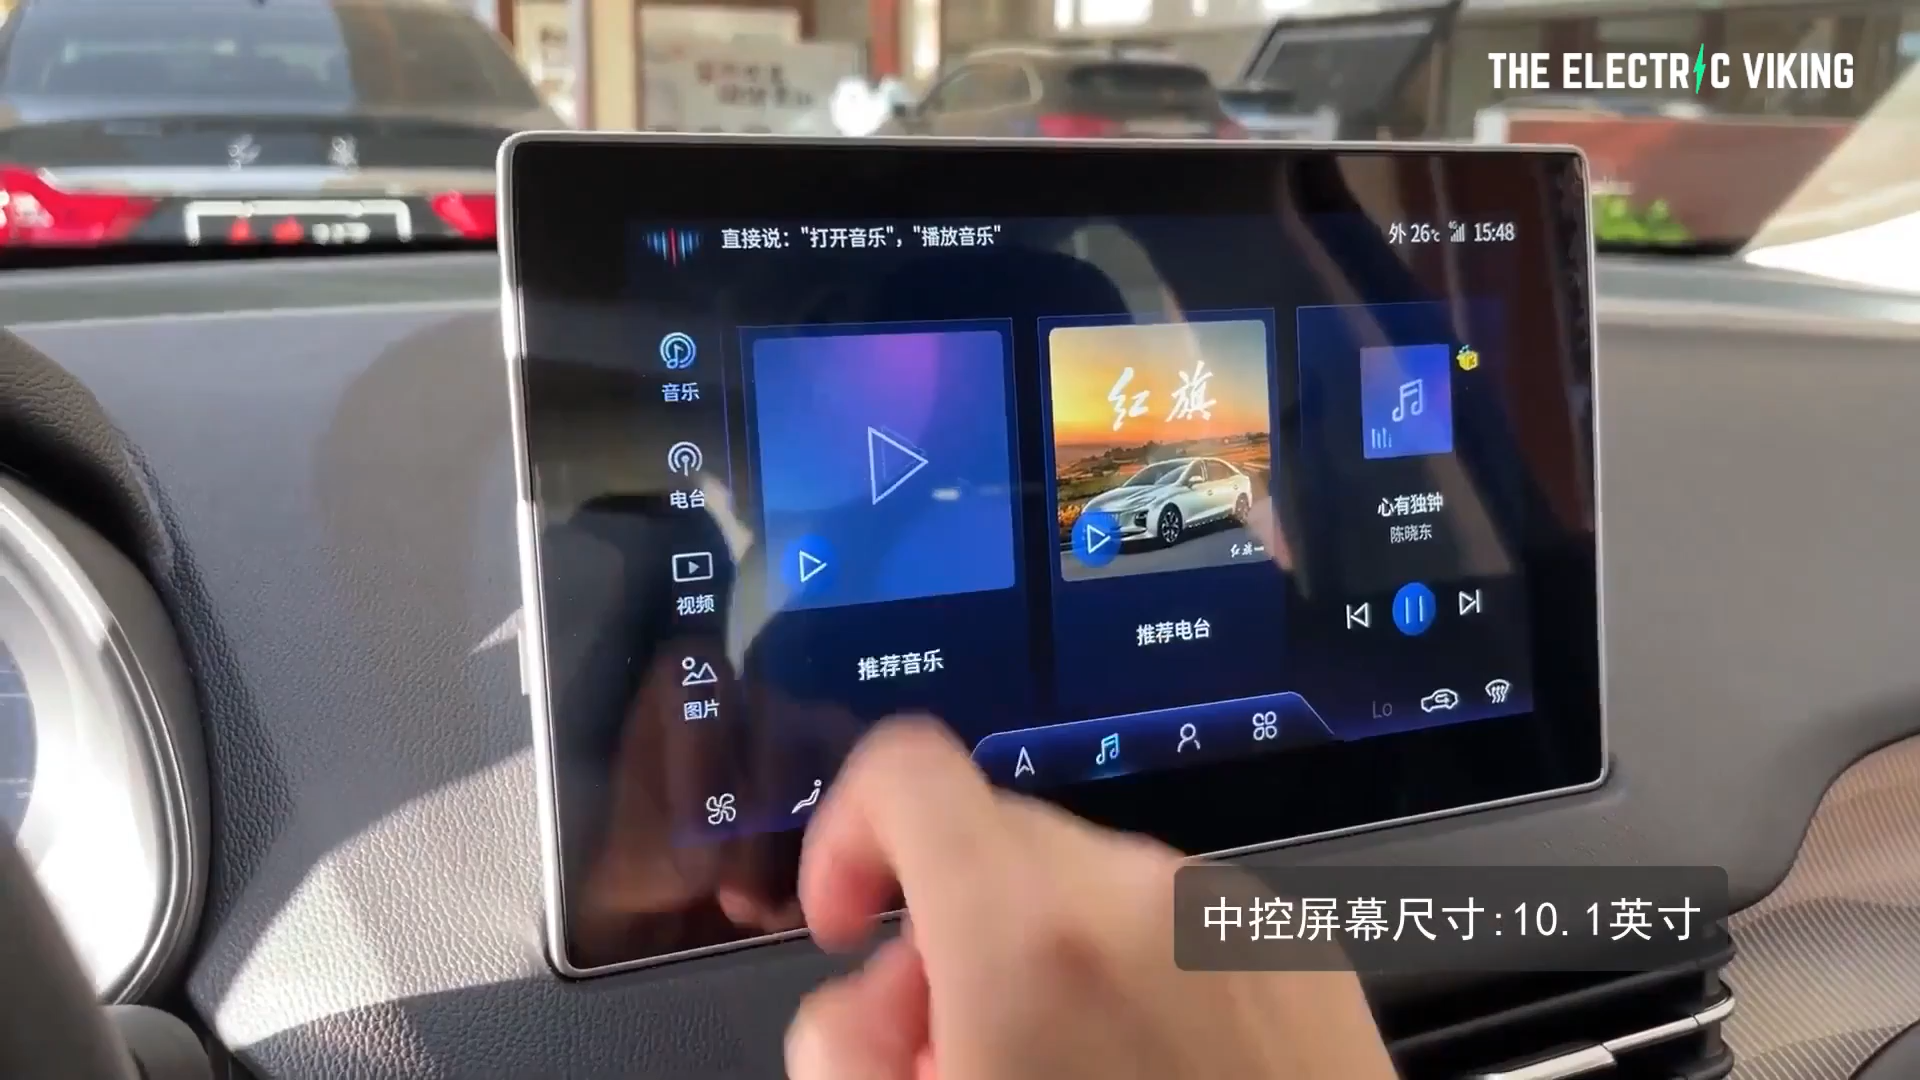 THE ELECTRIC VIKING
直接说："打开音乐"，"播放音乐"
外 26℃ 4G 15:48
音乐
电台
视频
图片
红旗
心有独钟
陈晓东
推荐音乐
推荐电台
Lo
中控屏幕尺寸:10.1英寸